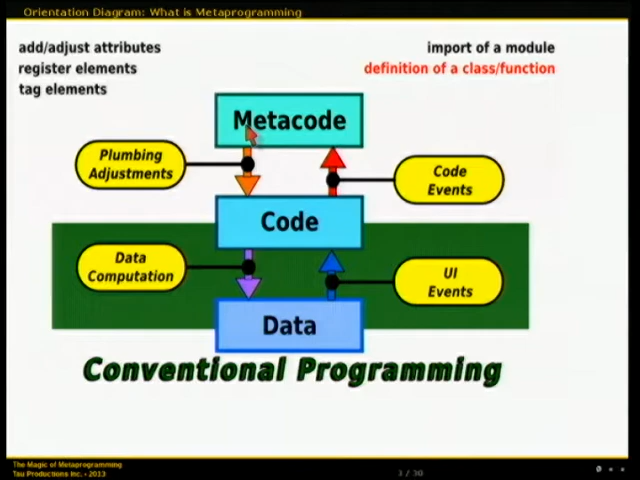 Orientation Diagram: What is Metaprogramming
add/adjust attributes
register elements
tag elements
import of a module
definition of a class/function
Metacode
Plumbing
Adjustments
Code
Events
Code
Data
Computation
UI
Events
Data
Conventional Programming
The Magic of Metaprogramming
Tau Productions Inc. - 2013
3 / 30